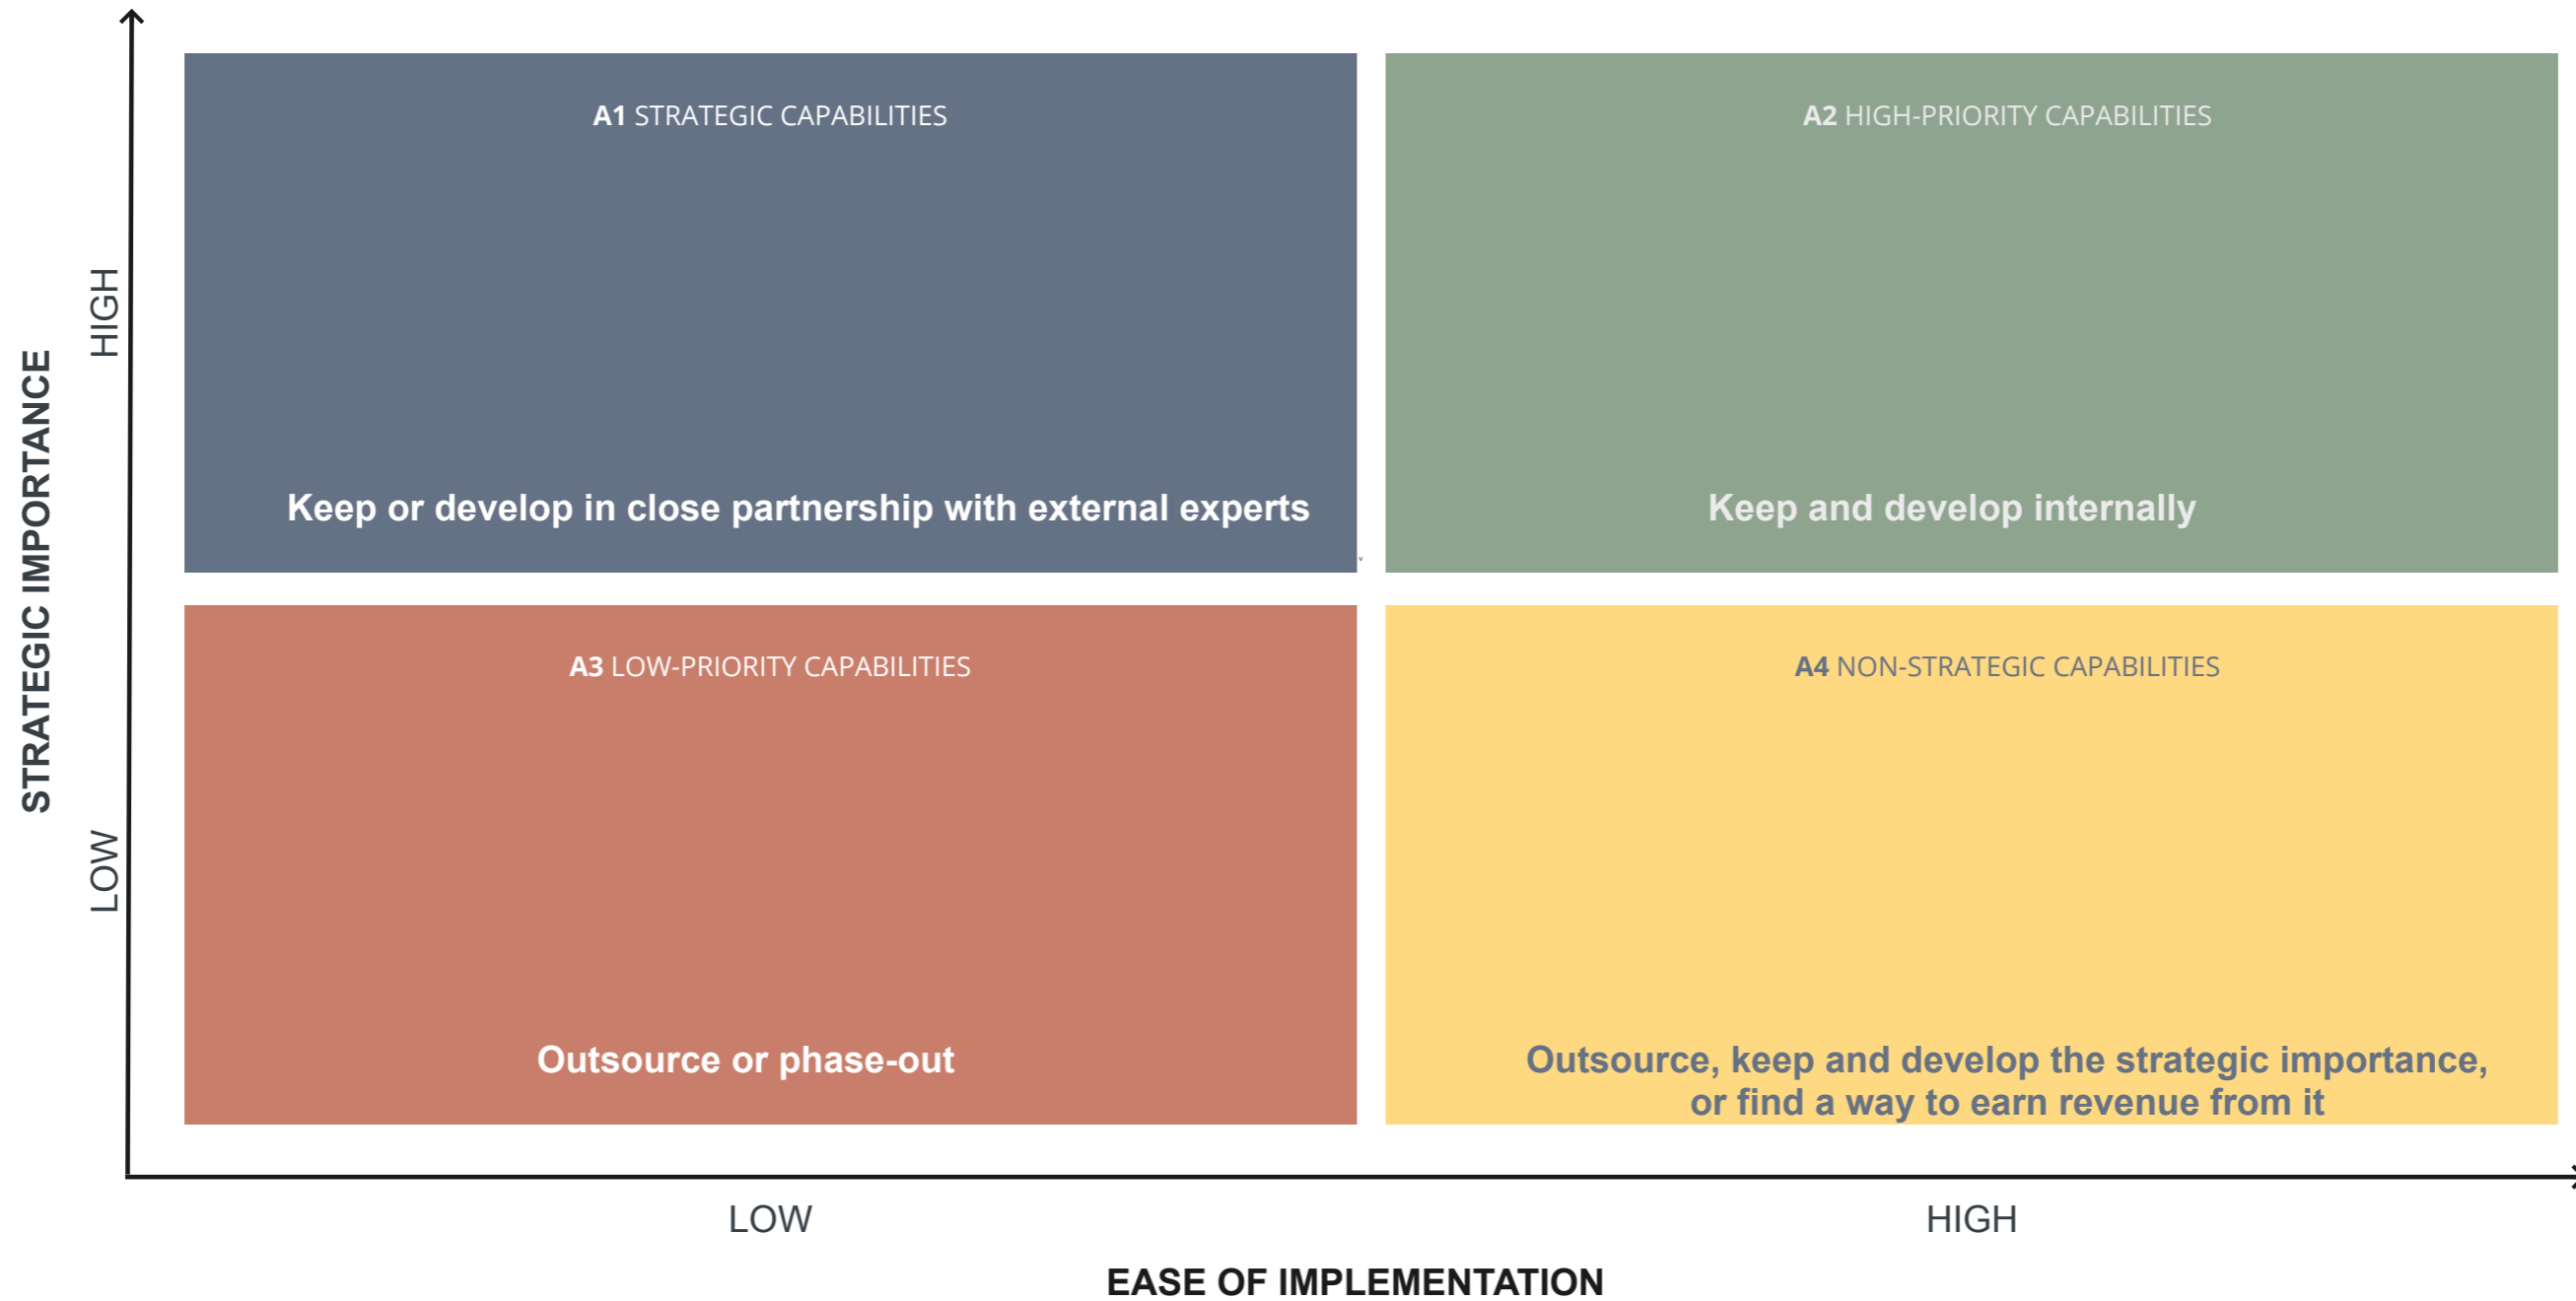 A1 STRATEGIC CAPABILITIES
A2 HIGH-PRIORITY CAPABILITIES
HIGH
Keep or develop in close partnership with external experts
Keep and develop internally
STRATEGIC IMPORTANCE
A3 LOW-PRIORITY CAPABILITIES
A4 NON-STRATEGIC CAPABILITIES
LOW
Outsource or phase-out
Outsource, keep and develop the strategic importance,
or find a way to earn revenue from it
LOW
HIGH
EASE OF IMPLEMENTATION